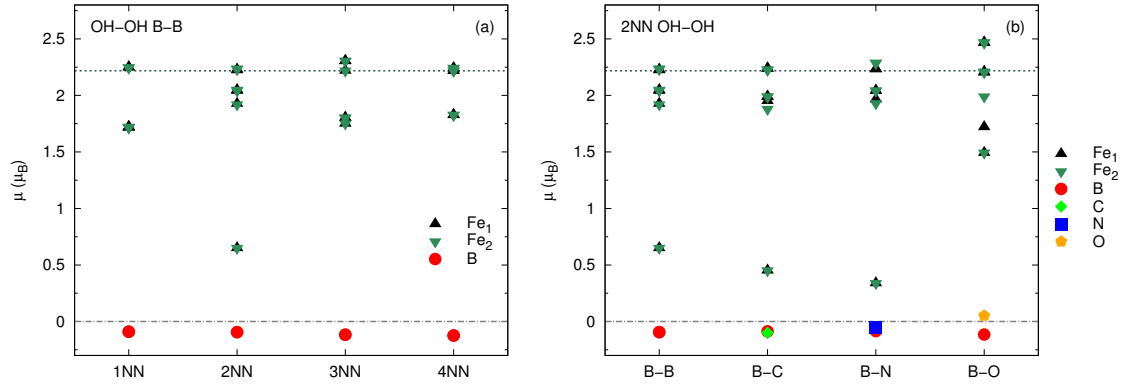 OH−OH B−B
(a)
μ (μB)
2.5
2
1.5
1
0.5
0
Fe1
Fe2
B
1NN
2NN
3NN
4NN
2NN OH−OH
(b)
μ (μB)
2.5
2
1.5
1
0.5
0
B−B
B−C
B−N
B−O
Fe1
Fe2
B
C
N
O